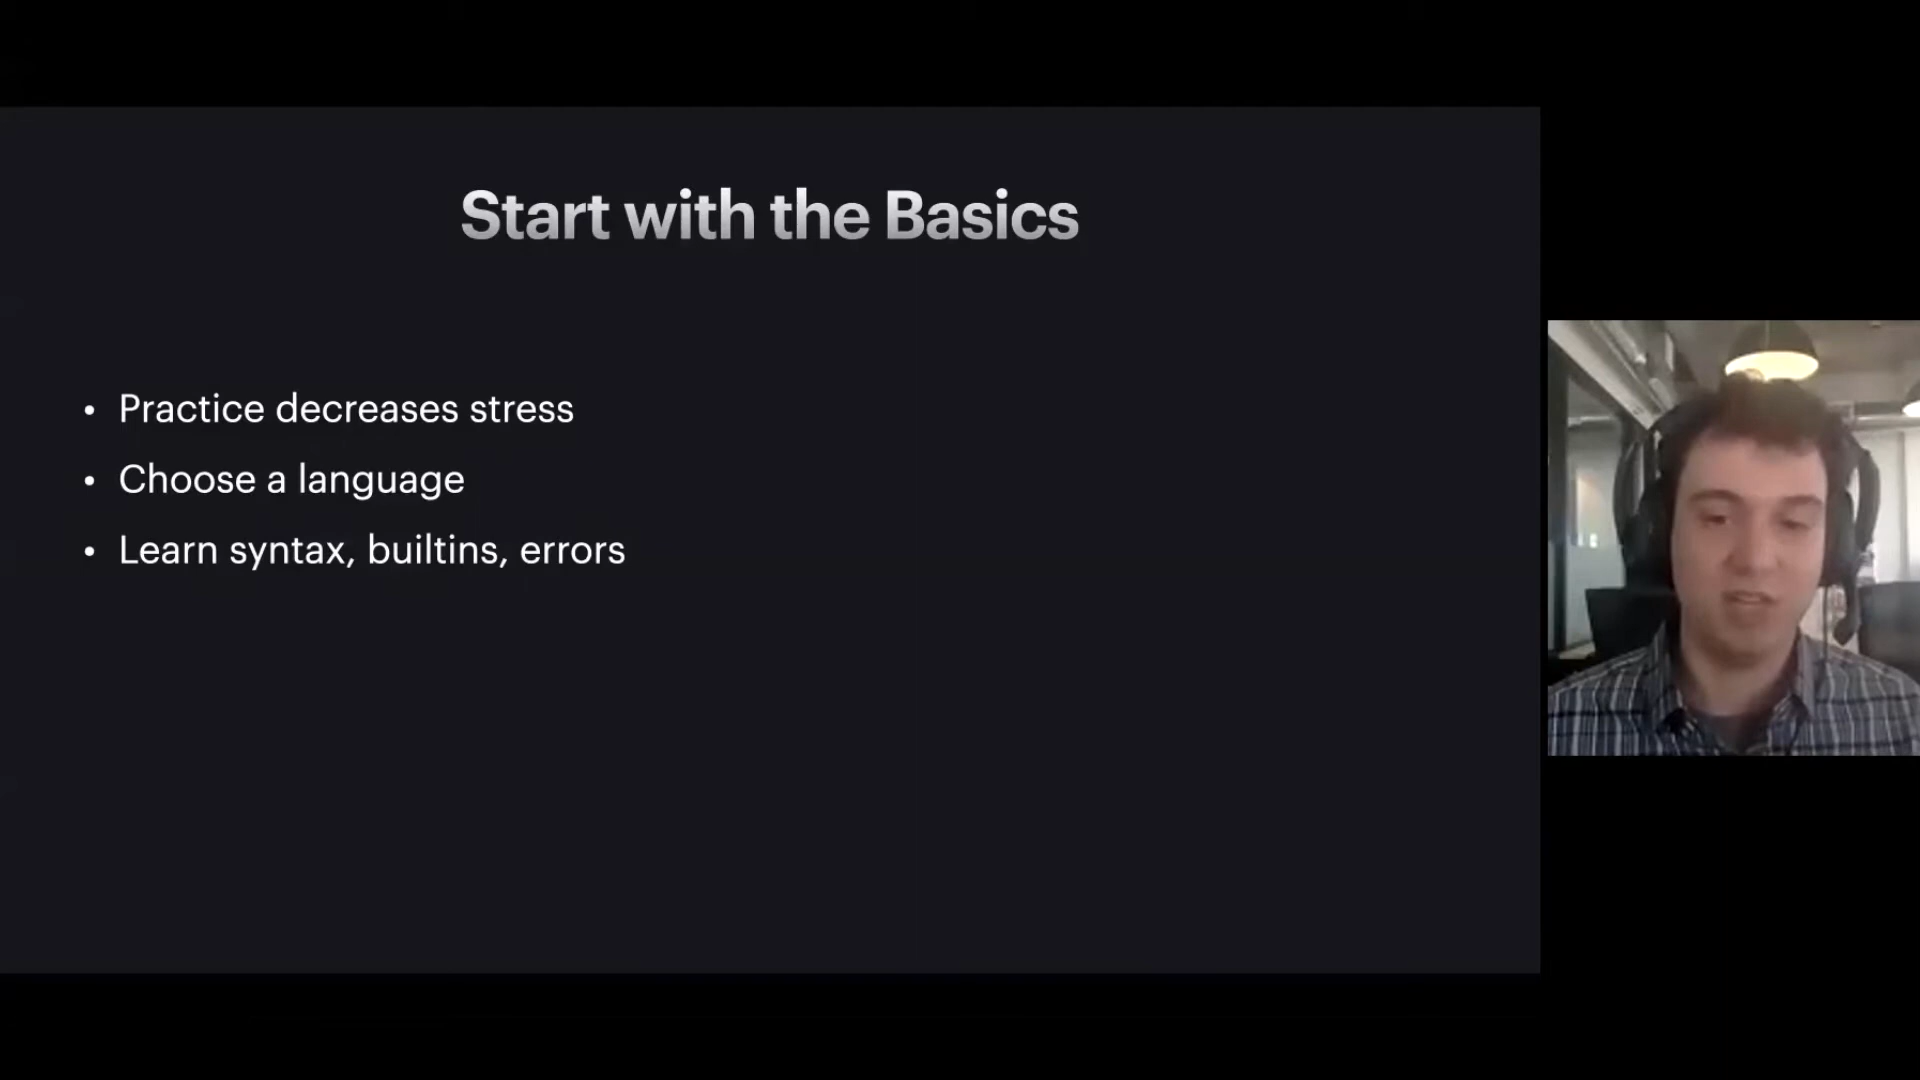 Start with the Basics
• Practice decreases stress
• Choose a language
• Learn syntax, builtins, errors